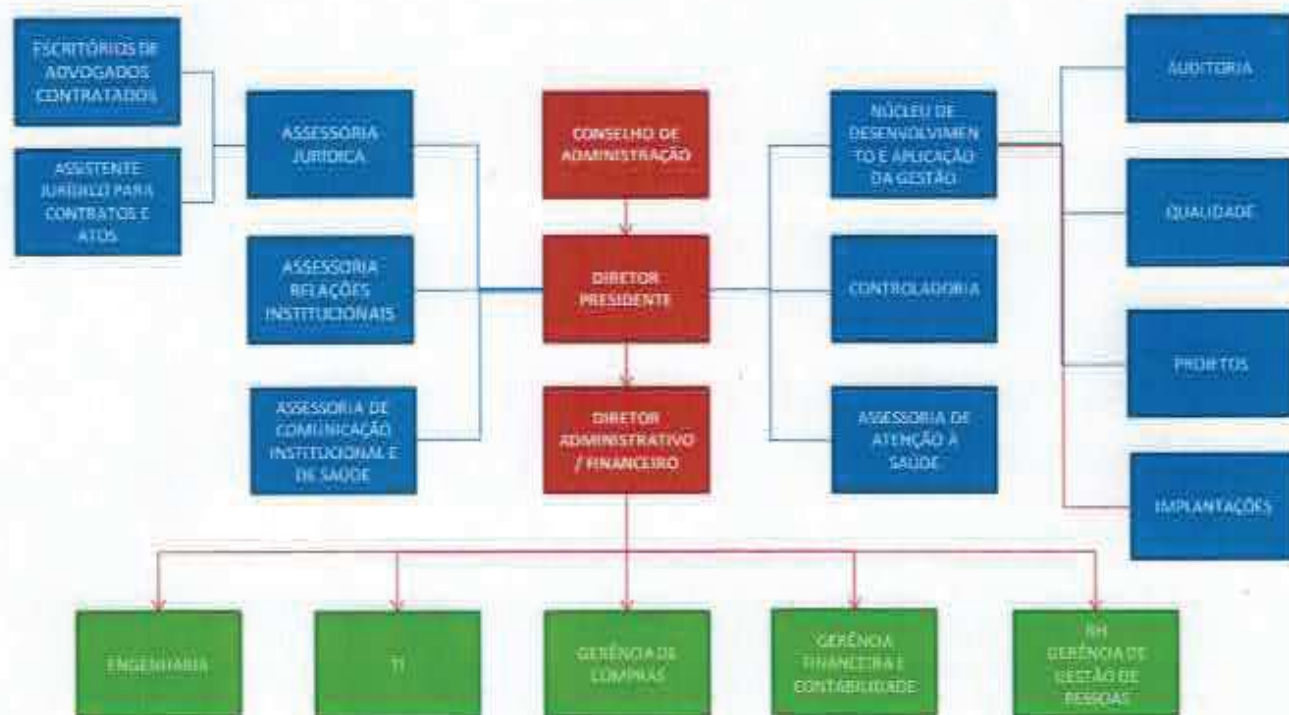 ESCRITÓRIOS DE
ADVOGADOS
CONTRATADOS
ASSISTENTE
JURÍDICO PARA
CONTRATOS E
ATOS
ASSESSORIA
JURÍDICA
ASSESSORIA
RELAÇÕES
INSTITUCIONAIS
ASSESSORIA DE
COMUNICAÇÃO
INSTITUCIONAL E
DE SAÚDE
CONSELHO DE
ADMINISTRAÇÃO
DIRETOR
PRESIDENTE
DIRETOR
ADMINISTRATIVO
/ FINANCEIRO
NÚCLEU DE
DESENVOLVIMEN
TO E APLICAÇÃO
DA GESTÃO
CONTROLADORIA
ASSESSORIA DE
ATENÇÃO À
SAÚDE
AUDITORIA
QUALIDADE
PROJETOS
IMPLANTAÇÕES
ENGENHARIA
TI
GERÊNCIA DE
COMPRAS
GERÊNCIA
FINANCEIRA E
CONTABILIDADE
RH
GERÊNCIA DE
GESTÃO DE
PESSOAS